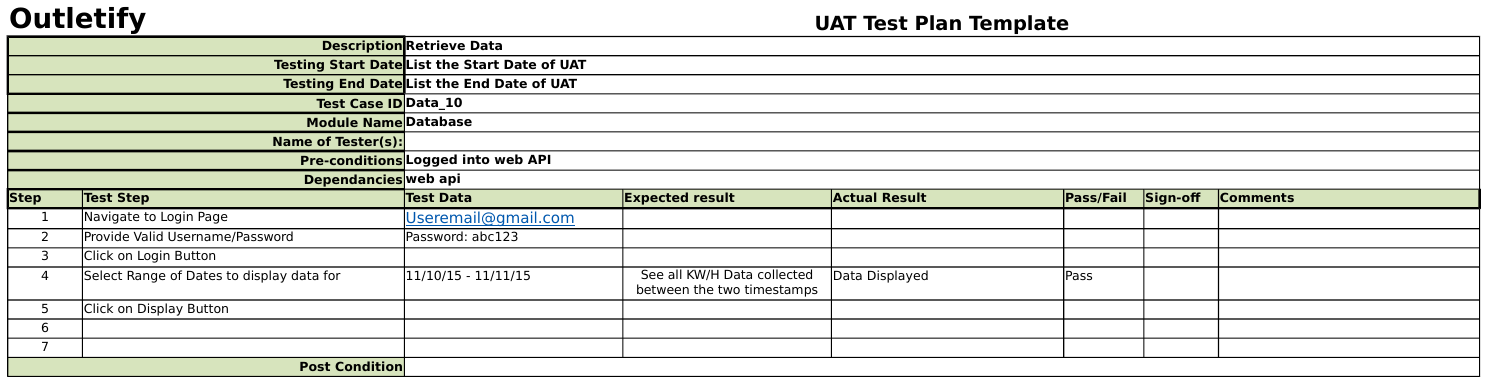 Outletify UAT Test Plan Template
Description Retrieve Data
Testing Start Date List the Start Date of UAT
Testing End Date List the End Date of UAT
Test Case ID Data_10
Module Name Database
Name of Tester(s):
Pre-conditions Logged into web API
Dependancies web api
Step Test Step Test Data Expected result Actual Result Pass/Fail Sign-off Comments
1 Navigate to Login Page Useremail@gmail.com
2 Provide Valid Username/Password Password: abc123
3 Click on Login Button
4 Select Range of Dates to display data for 11/10/15 - 11/11/15 See all KW/H Data collected Data Displayed Pass
between the two timestamps
5 Click on Display Button
6
7
Post Condition